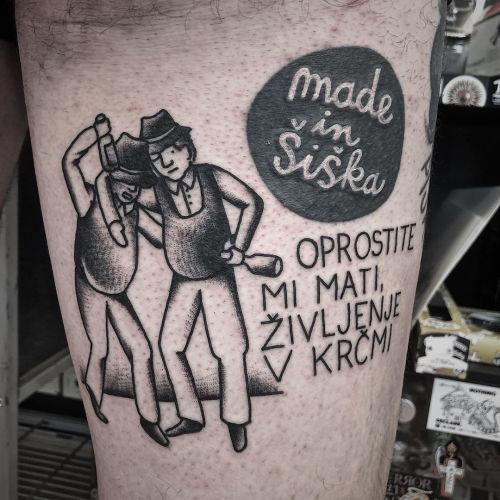 made
in
Šiška
OPROSTITE
MI MATI,
ŽIVLJENJE
V KRČMI